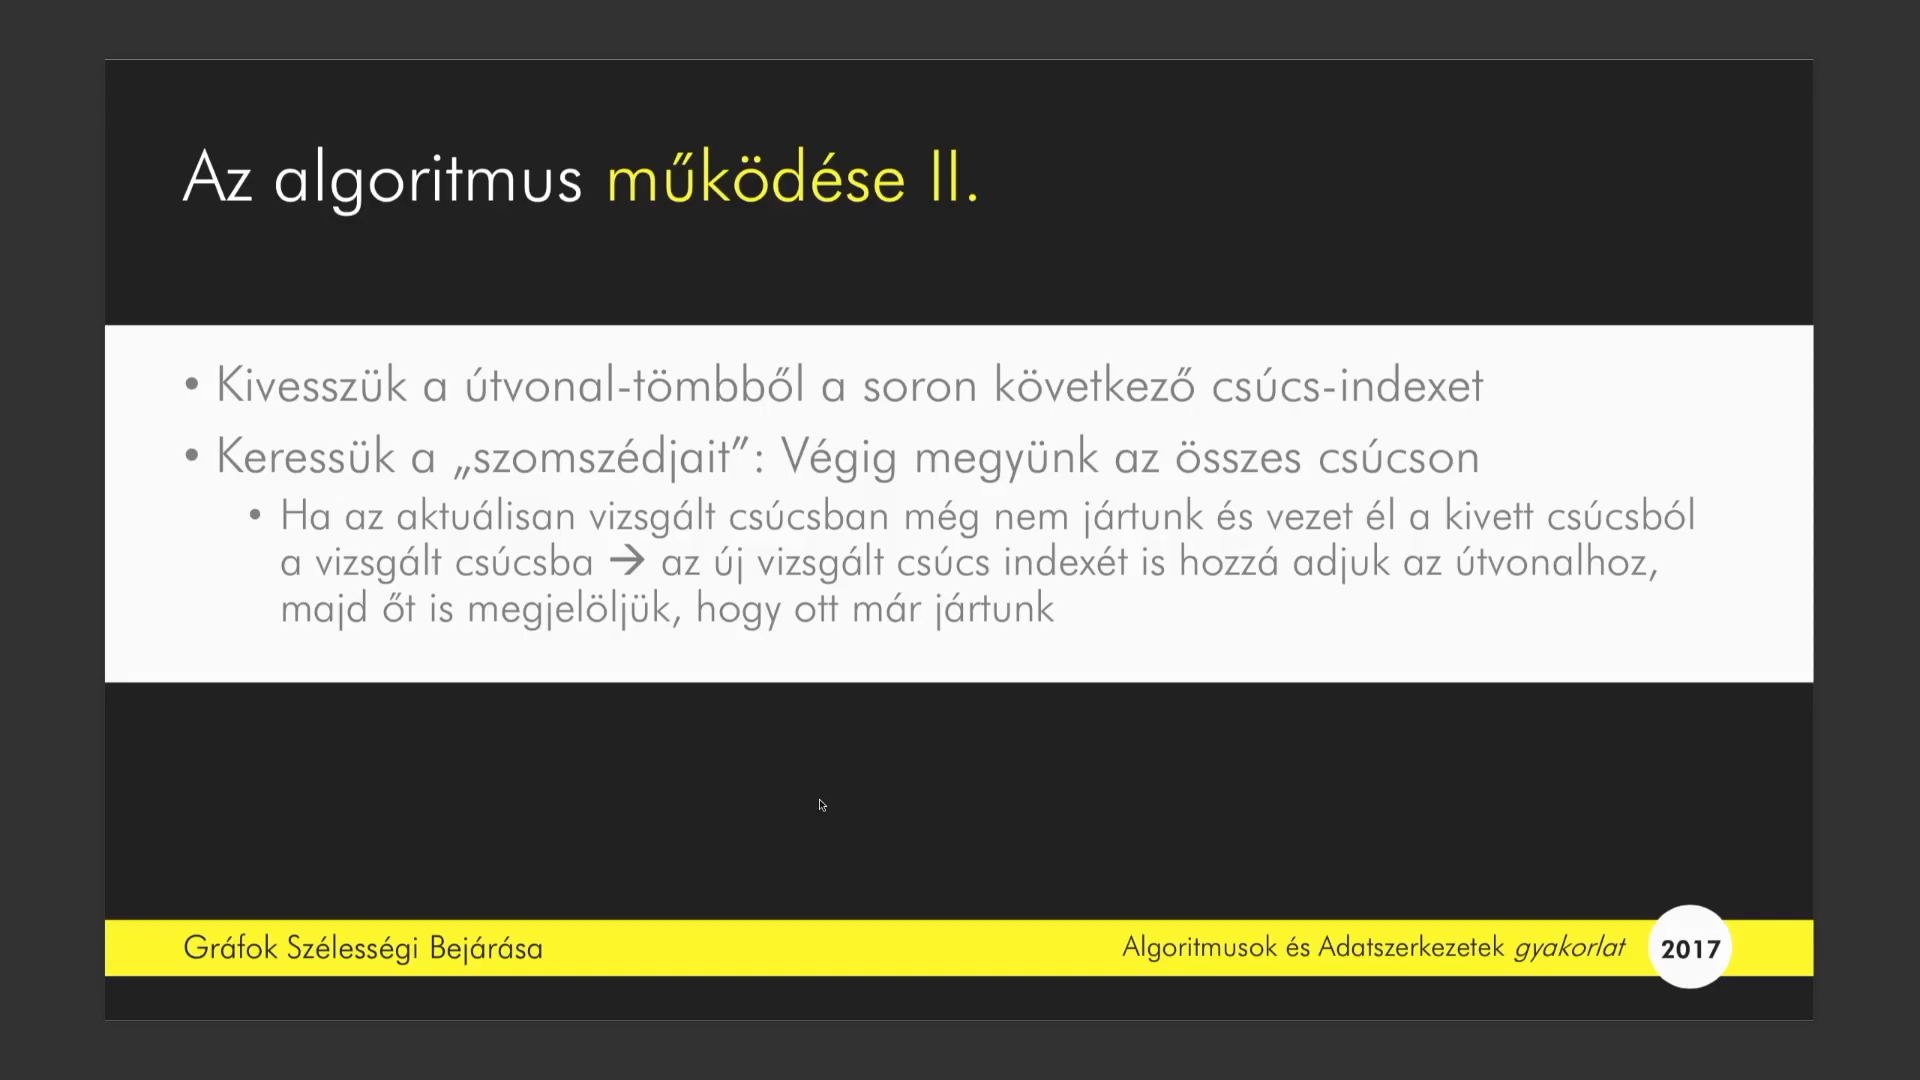 Az algoritmus működése II.
• Kivesszük a útvonal-tömbből a soron következő csúcs-indexet
• Keressük a „szomszédjait”: Végig megyünk az összes csúcson
• Ha az aktuálisan vizsgált csúcsban még nem jártunk és vezet él a kivett csúcsból
a vizsgált csúcsba → az új vizsgált csúcs indexét is hozzá adjuk az útvonalhoz,
majd őt is megjelöljük, hogy ott már jártunk
Gráfok Szélességi Bejárása
Algoritmusok és Adatszerkezetek gyakorlat
2017